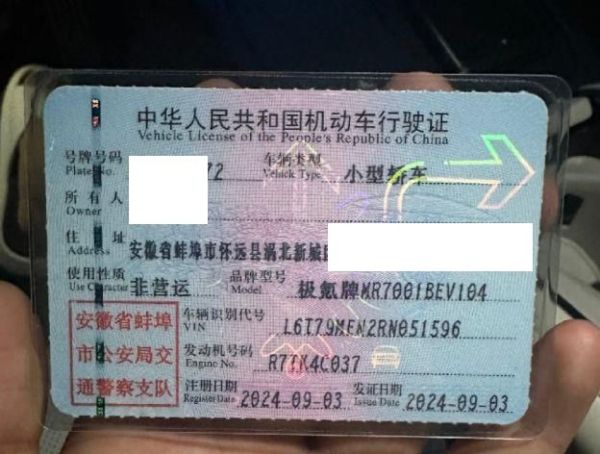 中华人民共和国机动车行驶证
Vehicle License of the People's Republic of China
号牌号码 72 车辆类型 小型轿车
Plate No. Vehicle Type
所有人
Owner
住址 安徽省蚌埠市怀远县涡北新城
Address
使用性质 非营运 品牌型号 极氪牌MR7001BEV104
Use Character Model
安徽省蚌埠
市公安局交
通警察支队
车辆识别代号 L6T79MEN2RN051596
VIN
发动机号码 R7TK4C037
Engine No.
注册日期 2024-09-03 发证日期 2024-09-03
Register Date Issue Date